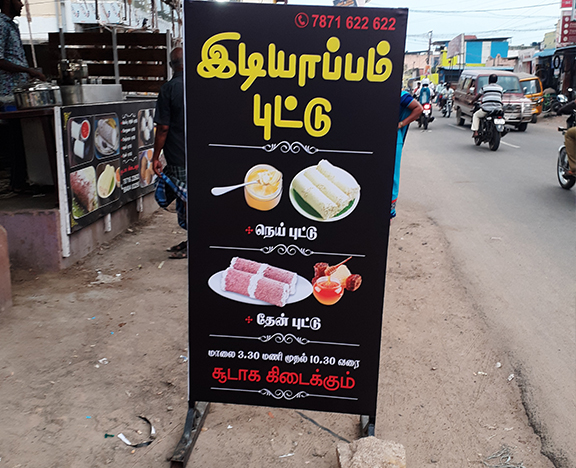 7871 622 622
இடியாப்பம்
புட்டு
நெய் புட்டு
தேன் புட்டு
மாலை 3.30 மணி முதல் 10.30 வரை
சூடாக கிடைக்கும்